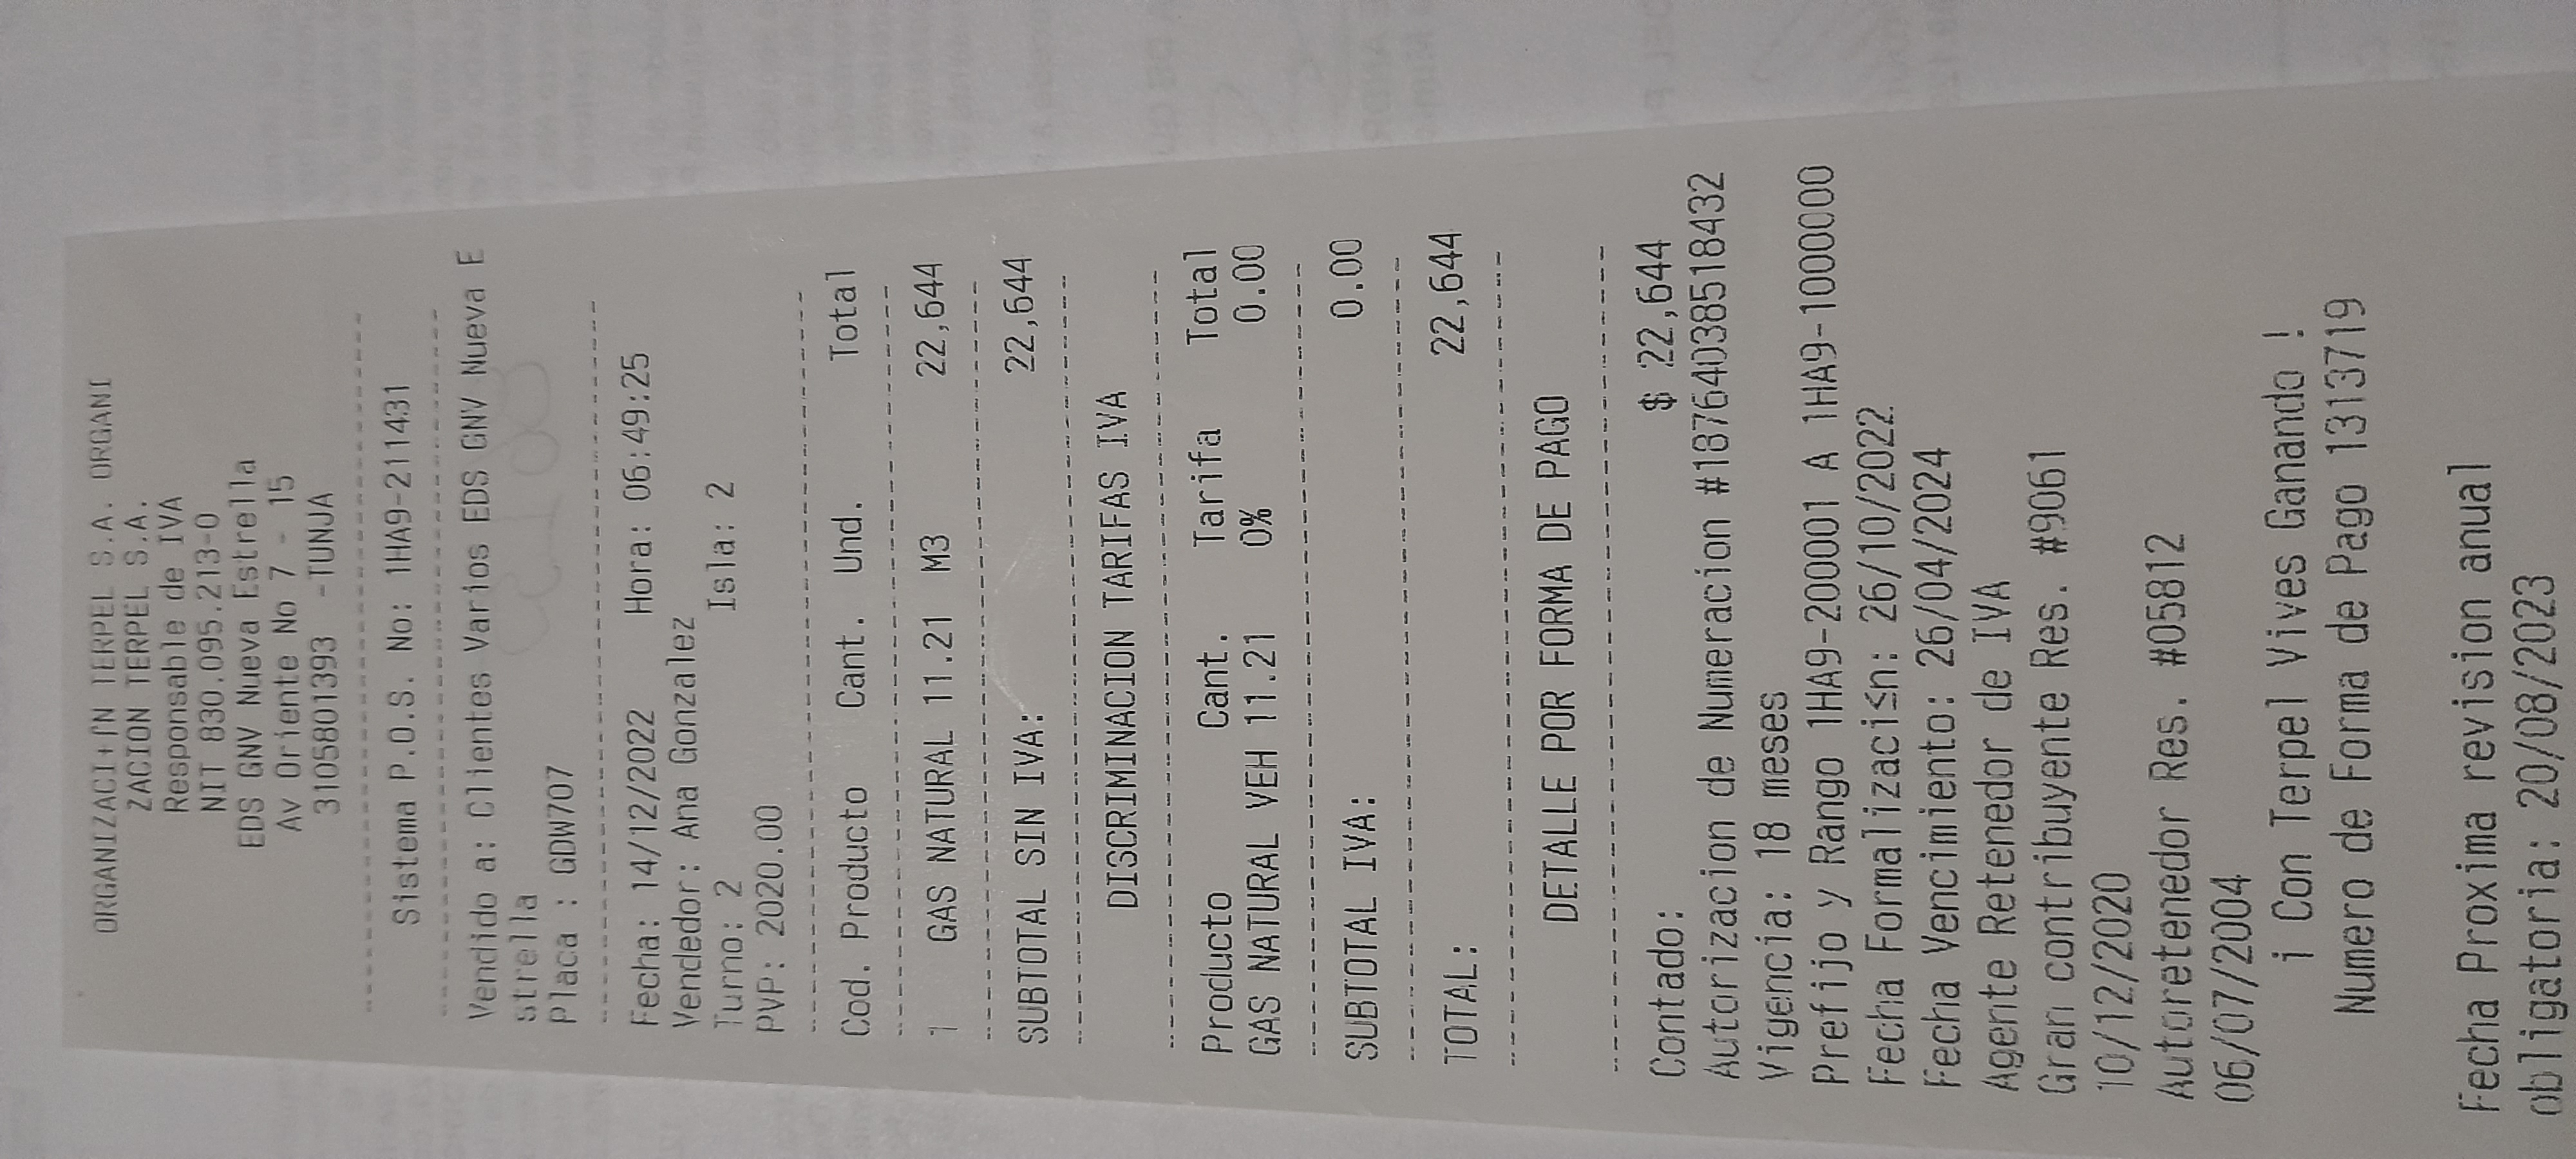 ORGANIZACI+ÑN TERPEL S.A. ORGANI
ZACION TERPEL S.A.
Responsable de IVA
NIT 830.095.213-0
EDS GNV Nueva Estrella
Av Oriente No 7 - 15
3105801393 -TUNJA
Sistema P.O.S. No: 1HA9-211431
Vendido a: Clientes Varios EDS GNV Nueva E
strella
Placa : GDW707
Fecha: 14/12/2022 Hora: 06:49:25
Vendedor: Ana Gonzalez
Turno: 2 Isla: 2
PVP: 2020.00
Cod. Producto Cant. Und. Total
1 GAS NATURAL 11.21 M3 22,644
SUBTOTAL SIN IVA: 22,644
DISCRIMINACION TARIFAS IVA
Producto Cant. Tarifa Total
GAS NATURAL VEH 11.21 0% 0.00
SUBTOTAL IVA: 0.00
TOTAL: 22,644
DETALLE POR FORMA DE PAGO
Contado: $ 22,644
Autorizacion de Numeracion #18764038518432
Vigencia: 18 meses
Prefijo y Rango 1HA9-200001 A 1HA9-1000000
Fecha Formalizaci≤n: 26/10/2022
Fecha Vencimiento: 26/04/2024
Agente Retenedor de IVA
Gran contribuyente Res. #9061
10/12/2020
Autoretenedor Res. #05812
06/07/2004
¡ Con Terpel Vives Ganando !
Numero de Forma de Pago 1313719
Fecha Proxima revision anual
obligatoria: 20/08/2023